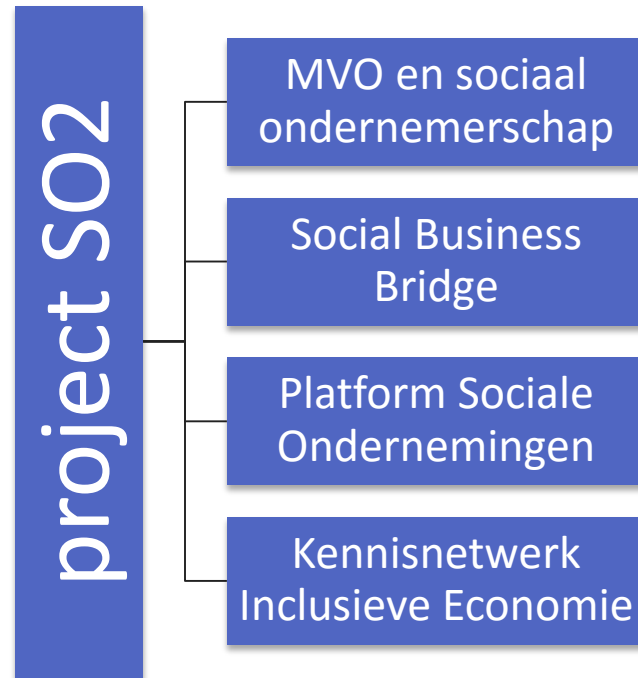 project SO2
MVO en sociaal
ondernemerschap
Social Business
Bridge
Platform Sociale
Ondernemingen
Kennisnetwerk
Inclusieve Economie